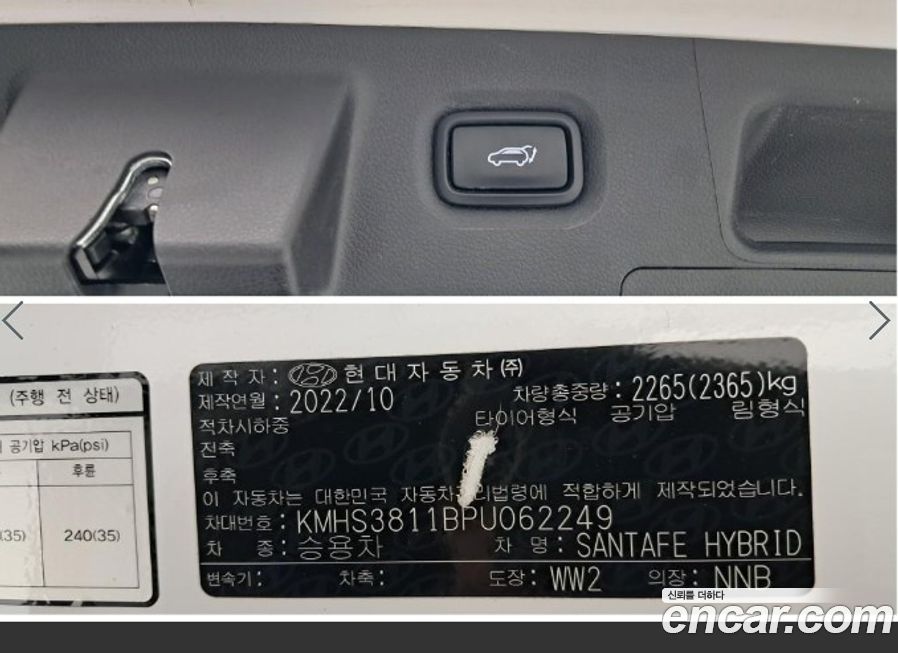 (주행 전 상태)
공기압 kPa(psi)
후륜
(35)
240(35)
제작자: 현대자동차(주)
제작연월: 2022/10
차량총중량: 2265(2365)kg
적차시하중
타이어형식 공기압 림형식
전축
후축
이 자동차는 대한민국 자동차관리법령에 적합하게 제작되었습니다.
차대번호: KMHS3811BPU062249
차 종: 승용차
차 명: SANTAFE HYBRID
변속기: 차축: 도장: WW2 의장: NNB
신뢰를 더하다
encar.com